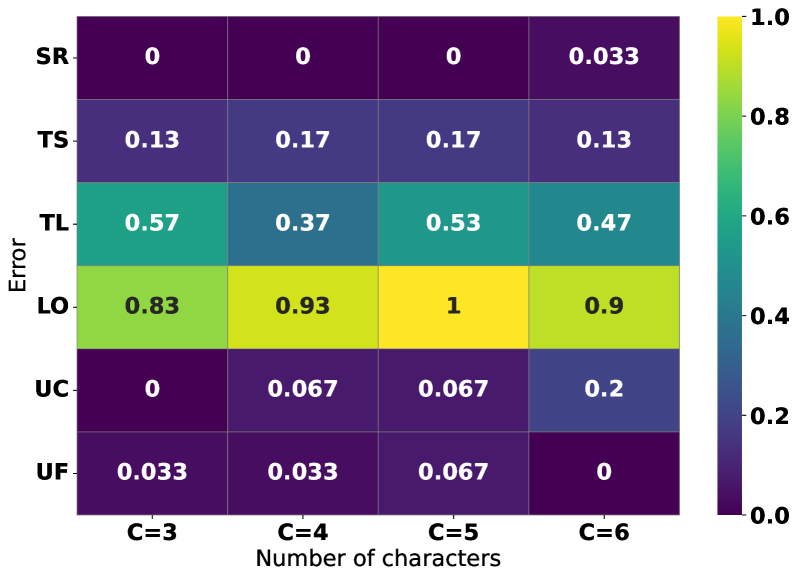 SR 0 0 0 0.033
TS 0.13 0.17 0.17 0.13
TL 0.57 0.37 0.53 0.47
LO 0.83 0.93 1 0.9
UC 0 0.067 0.067 0.2
UF 0.033 0.033 0.067 0
C=3 C=4 C=5 C=6
Number of characters
Error
1.0
0.8
0.6
0.4
0.2
0.0